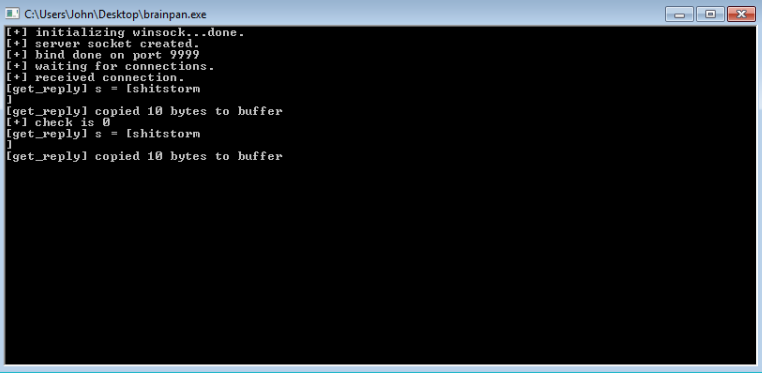 C:\Users\John\Desktop\brainpan.exe
[+] initializing winsock...done.
[+] server socket created.
[+] bind done on port 9999
[+] waiting for connections.
[+] received connection.
[get_reply] s = [shitstorm
]
[get_reply] copied 10 bytes to buffer
[+] check is 0
[get_reply] s = [shitstorm
]
[get_reply] copied 10 bytes to buffer